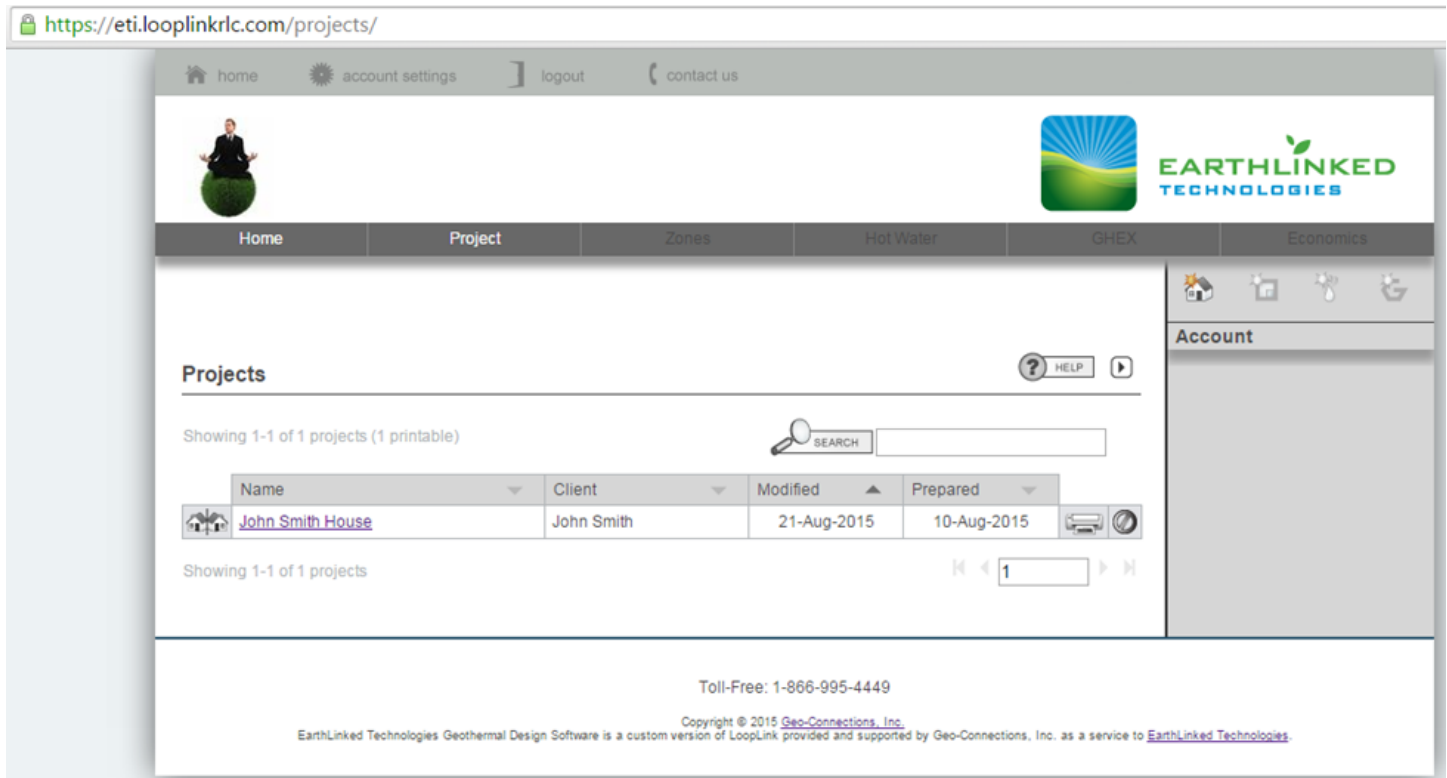 https://eti.looplinkrlc.com/projects/
home account settings logout contact us
EARTHLINKED
TECHNOLOGIES
Home Project Zones Hot Water GHEX Economics
Account
Projects
? HELP
Showing 1-1 of 1 projects (1 printable)
SEARCH
Name Client Modified Prepared
John Smith House John Smith 21-Aug-2015 10-Aug-2015
Showing 1-1 of 1 projects
1
Toll-Free: 1-866-995-4449
Copyright © 2015 Geo-Connections, Inc.
EarthLinked Technologies Geothermal Design Software is a custom version of LoopLink provided and supported by Geo-Connections, Inc. as a service to EarthLinked Technologies.